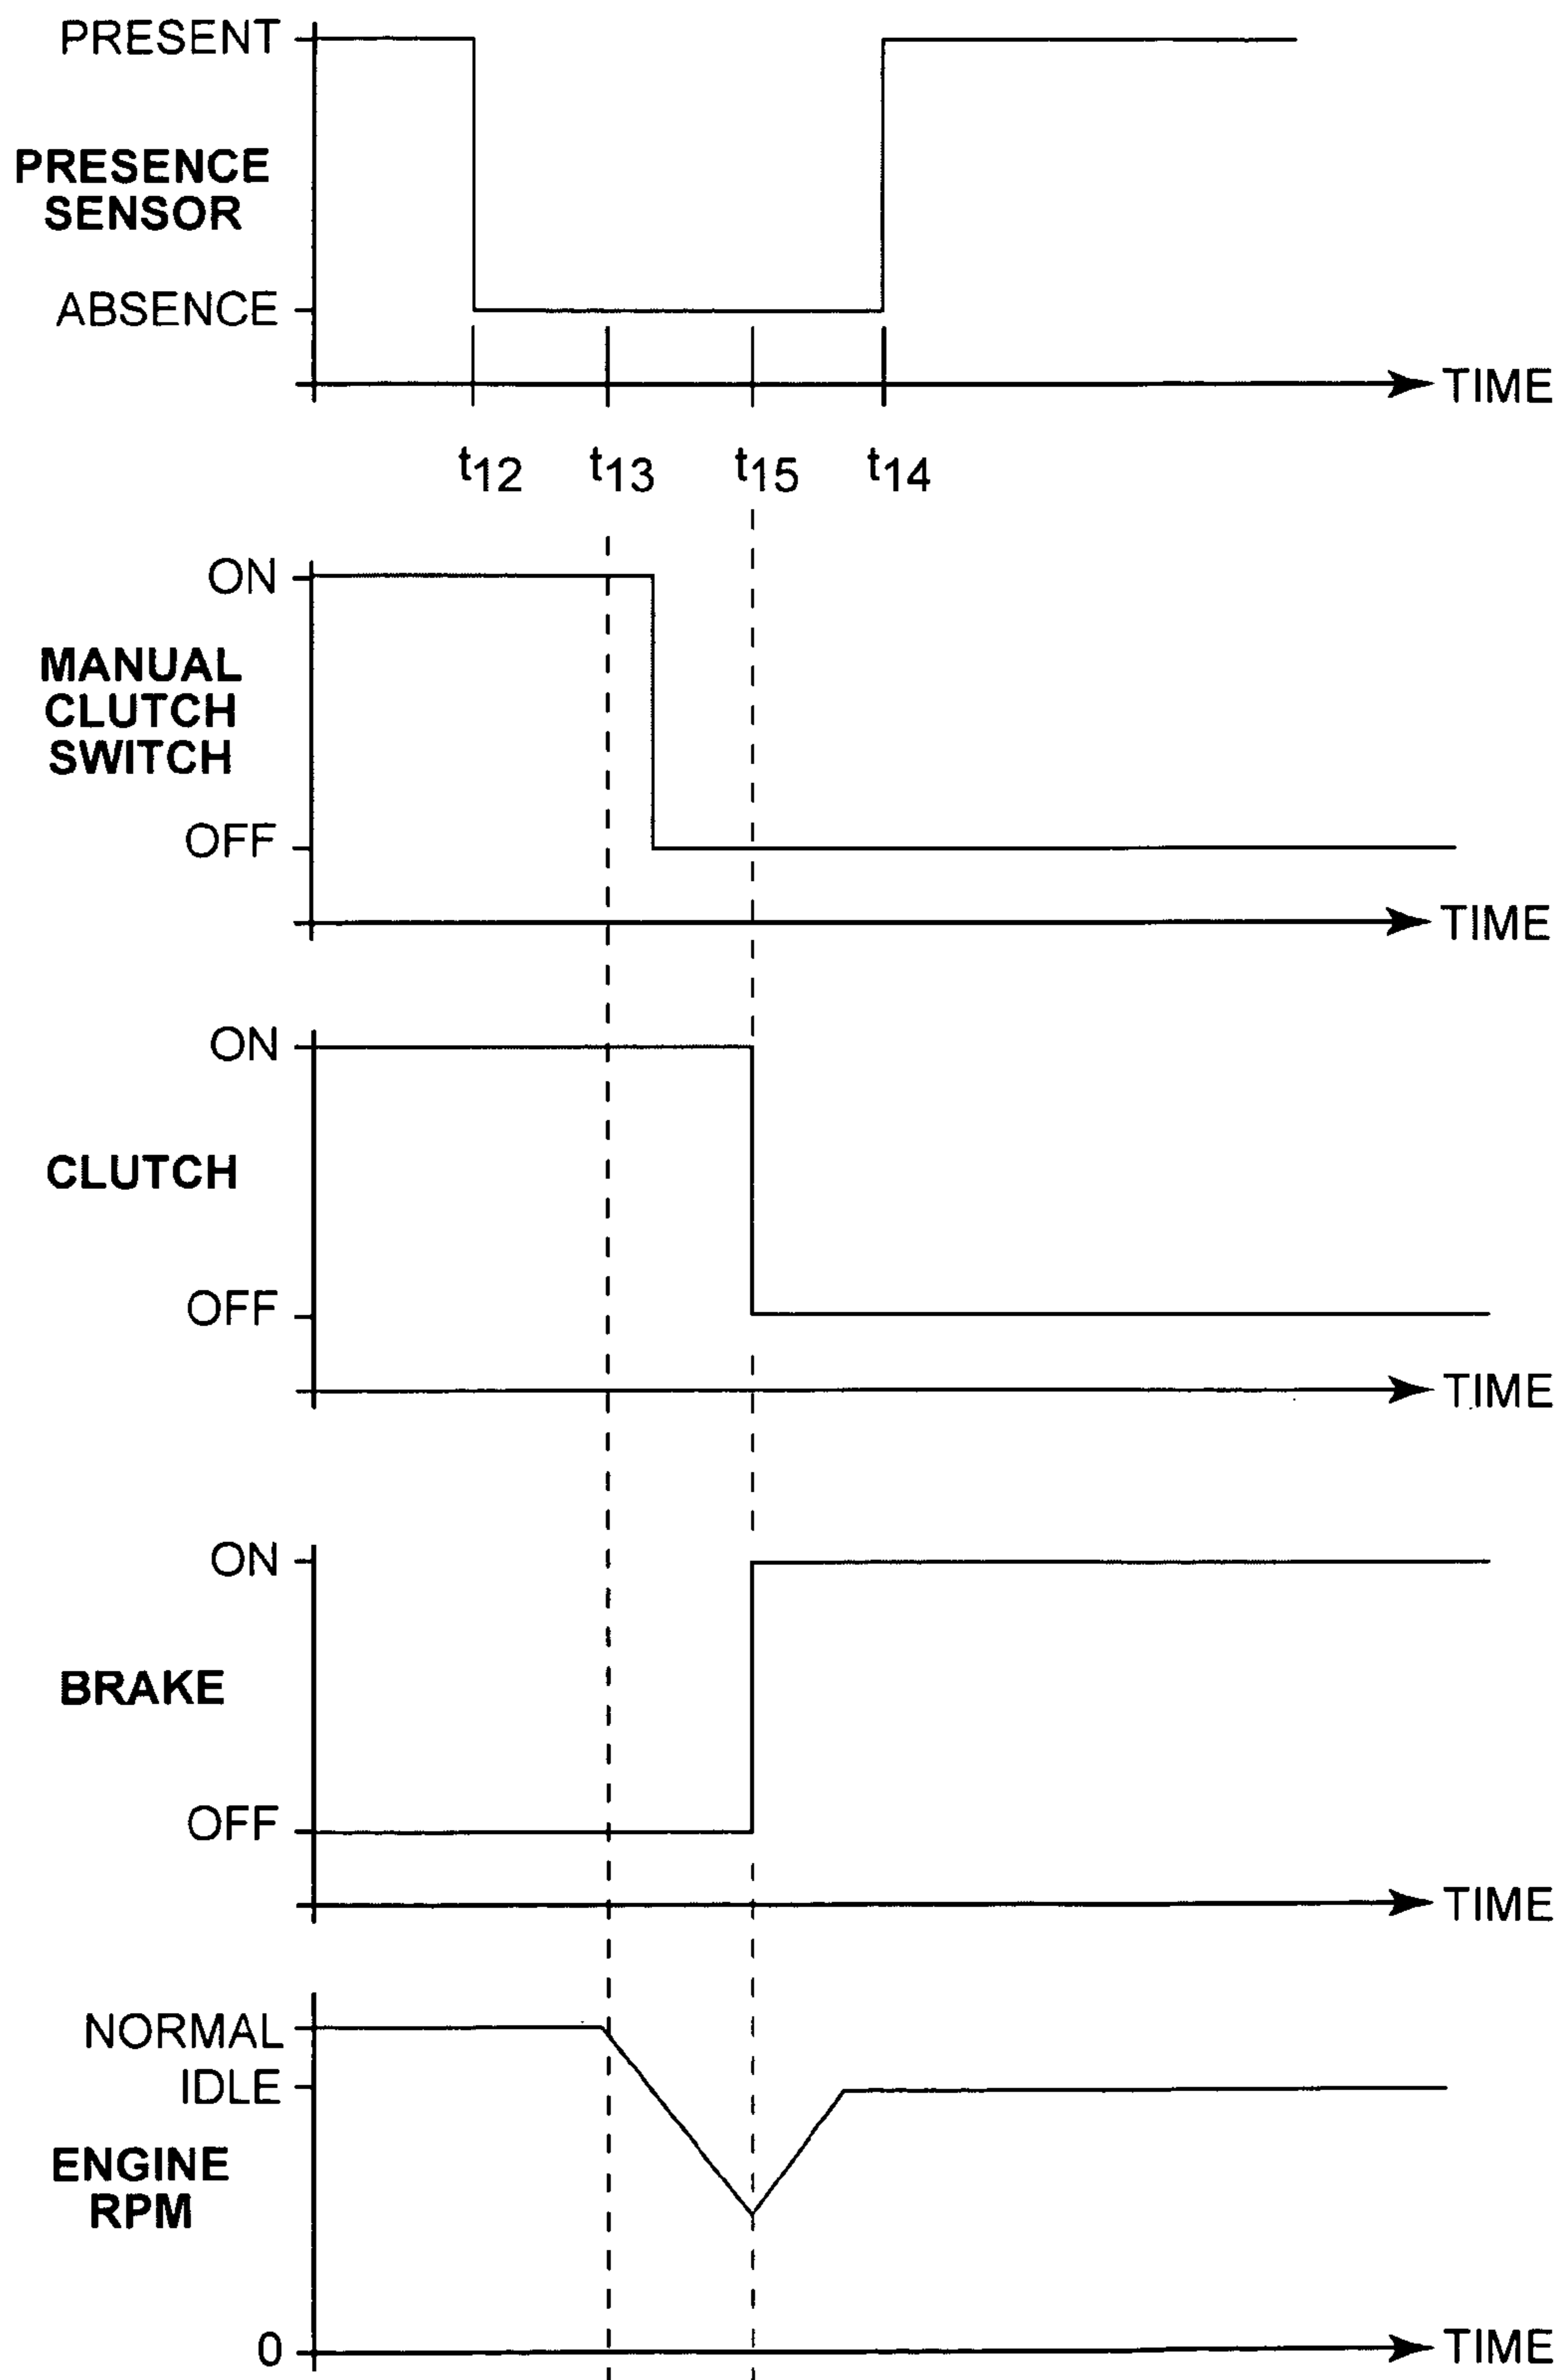 PRESENT
PRESENCE
SENSOR
ABSENCE
TIME
t12 t13 t15 t14
ON
MANUAL
CLUTCH
SWITCH
OFF
TIME
ON
CLUTCH
OFF
TIME
ON
BRAKE
OFF
TIME
NORMAL
IDLE
ENGINE
RPM
0
TIME